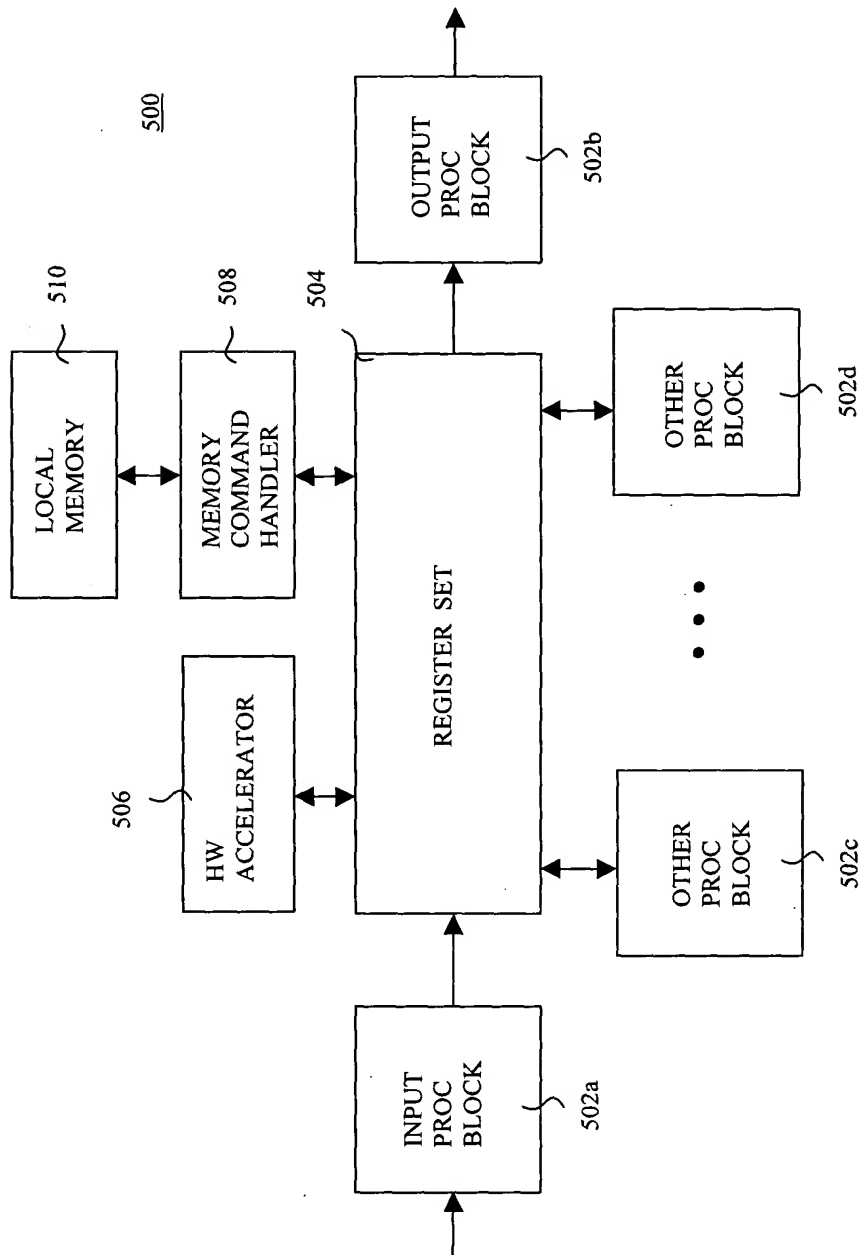 500
LOCAL
MEMORY
510
MEMORY
COMMAND
HANDLER
508
HW
ACCELERATOR
506
REGISTER SET
504
INPUT
PROC
BLOCK
502a
OUTPUT
PROC
BLOCK
502b
OTHER
PROC
BLOCK
502c
OTHER
PROC
BLOCK
502d